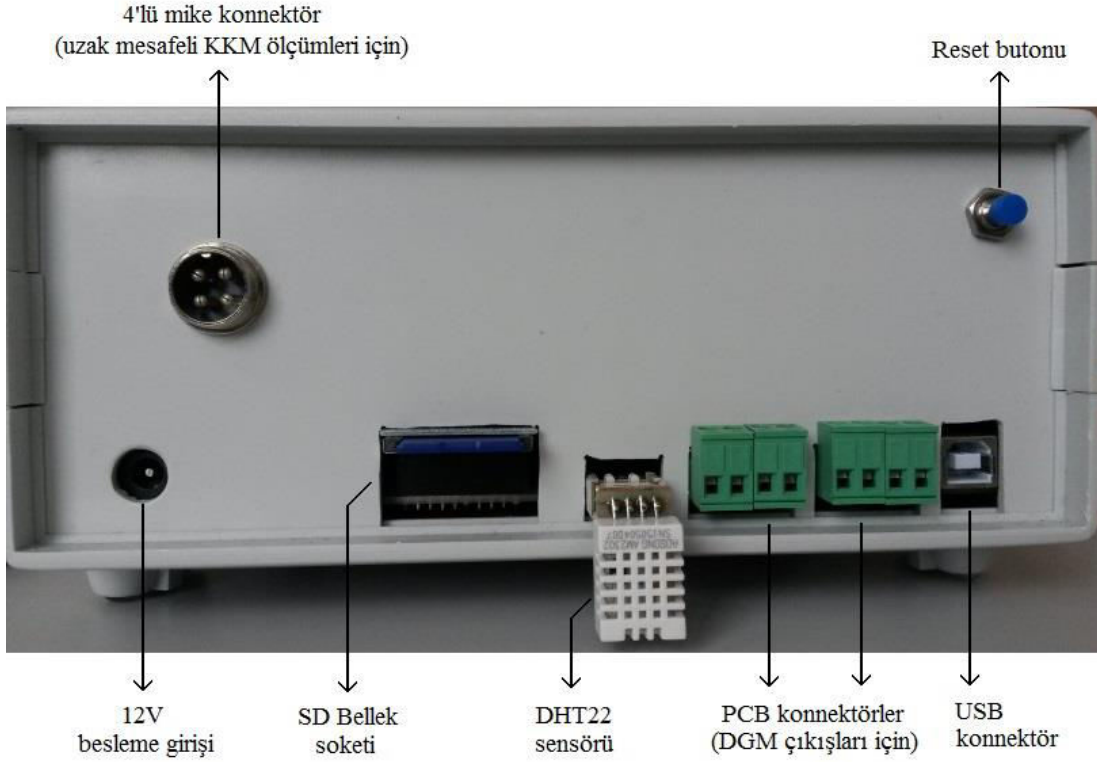 4'lü mike konnektör
(uzak mesafeli KKM ölçümleri için)
Reset butonu
12V
besleme girişi
SD Bellek
soketi
DHT22
sensörü
PCB konnektörler
(DGM çıkışları için)
USB
konnektör